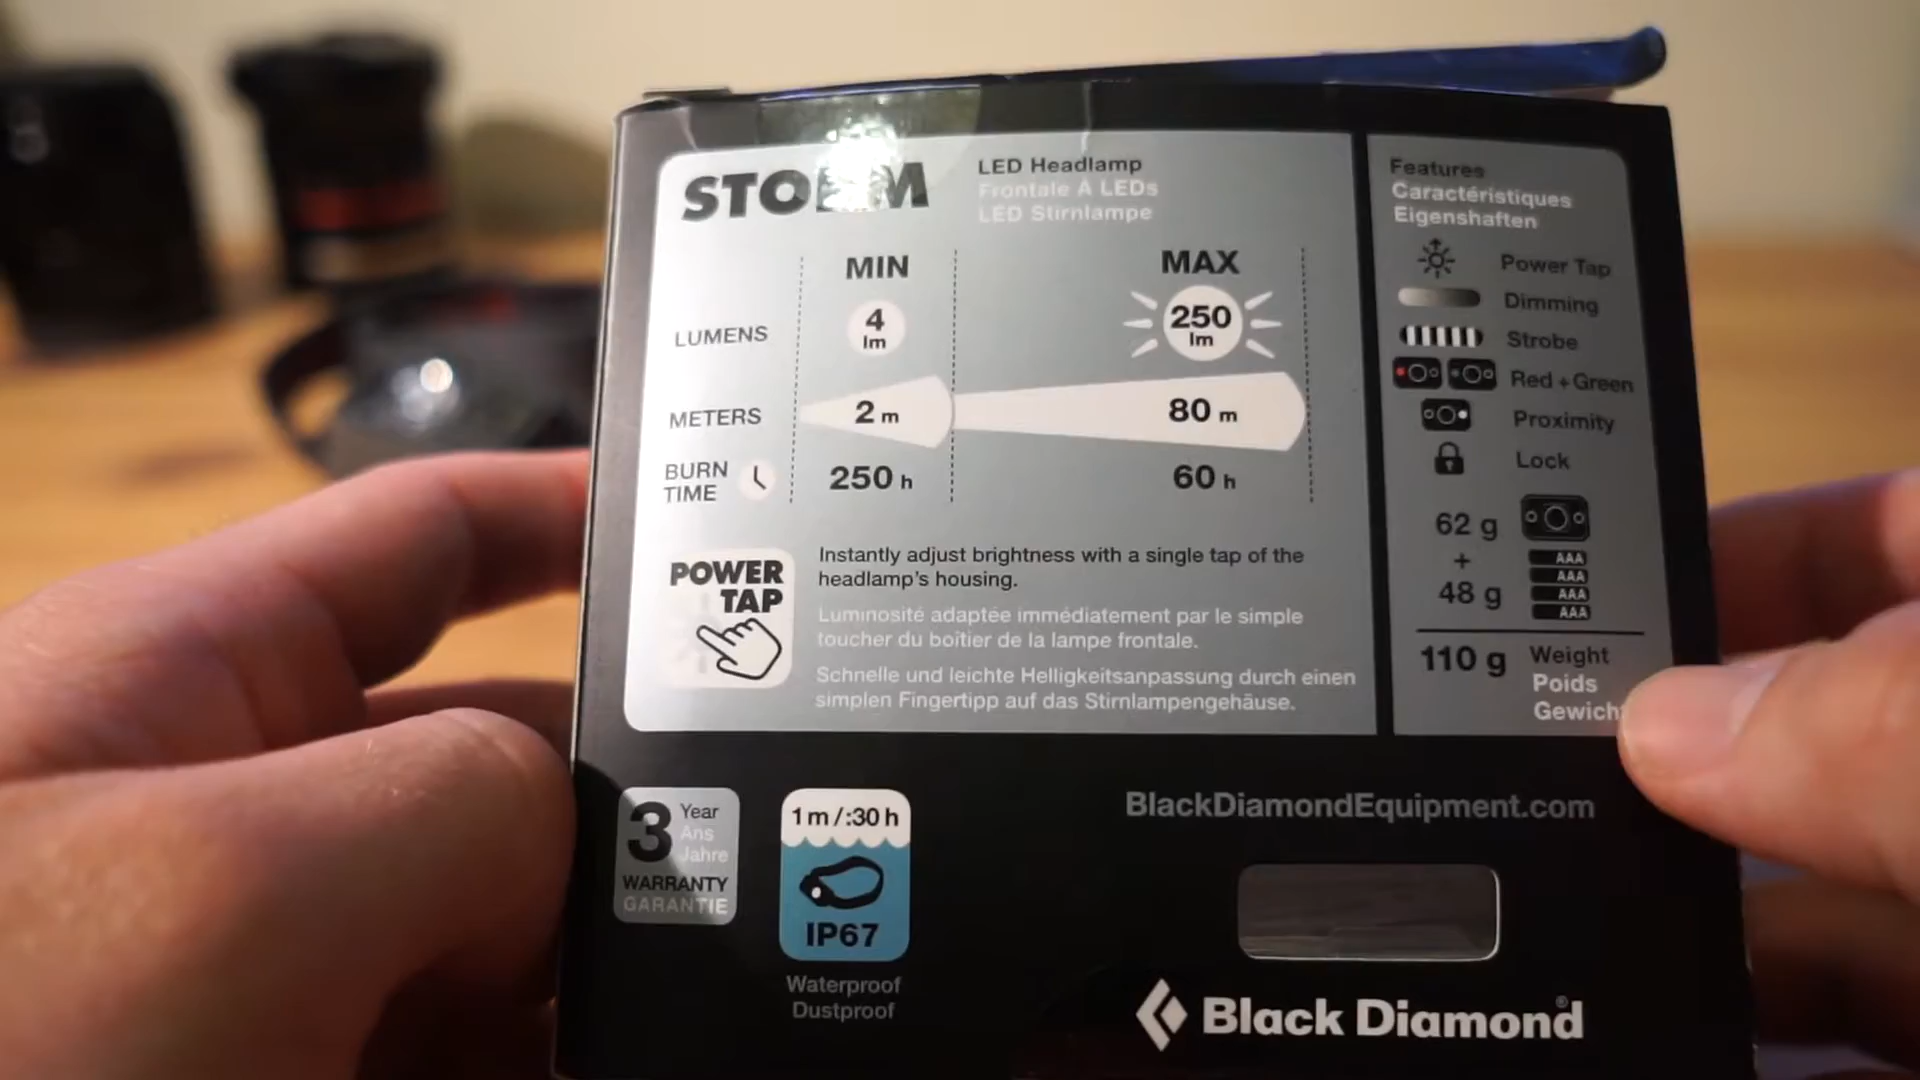 STORM
LED Headlamp
Frontale À LEDs
LED Stirnlampe
MIN
MAX
LUMENS
4 lm
250 lm
METERS
2 m
80 m
BURN TIME
250 h
60 h
POWER TAP
Instantly adjust brightness with a single tap of the
headlamp's housing.
Luminosité adaptée immédiatement par le simple
toucher du boîtier de la lampe frontale.
Schnelle und leichte Helligkeitsanpassung durch einen
simplen Fingertipp auf das Stirnlampengehäuse.
Features
Caractéristiques
Eigenshaften
Power Tap
Dimming
Strobe
Red + Green
Proximity
Lock
62 g
+
48 g
AAA
AAA
AAA
AAA
110 g
Weight
Poids
Gewich
3 Year
Ans
Jahre
WARRANTY
GARANTIE
1 m / :30 h
IP67
Waterproof
Dustproof
BlackDiamondEquipment.com
Black Diamond®